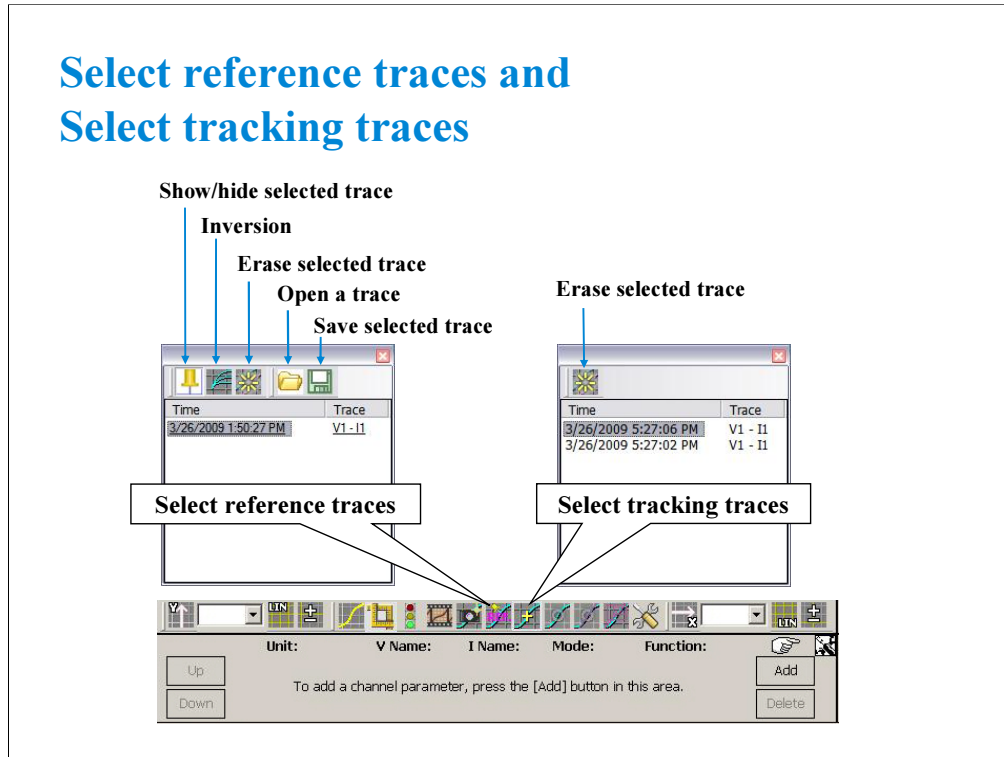 Select reference traces and
Select tracking traces
Show/hide selected trace
Inversion
Erase selected trace
Open a trace
Save selected trace
Erase selected trace
Time Trace
3/26/2009 1:50:27 PM V1 - I1
Time Trace
3/26/2009 5:27:06 PM V1 - I1
3/26/2009 5:27:02 PM V1 - I1
Select reference traces
Select tracking traces
Y LIN ± X LIN ±
Unit: V Name: I Name: Mode: Function:
Up Add
To add a channel parameter, press the [Add] button in this area.
Down Delete